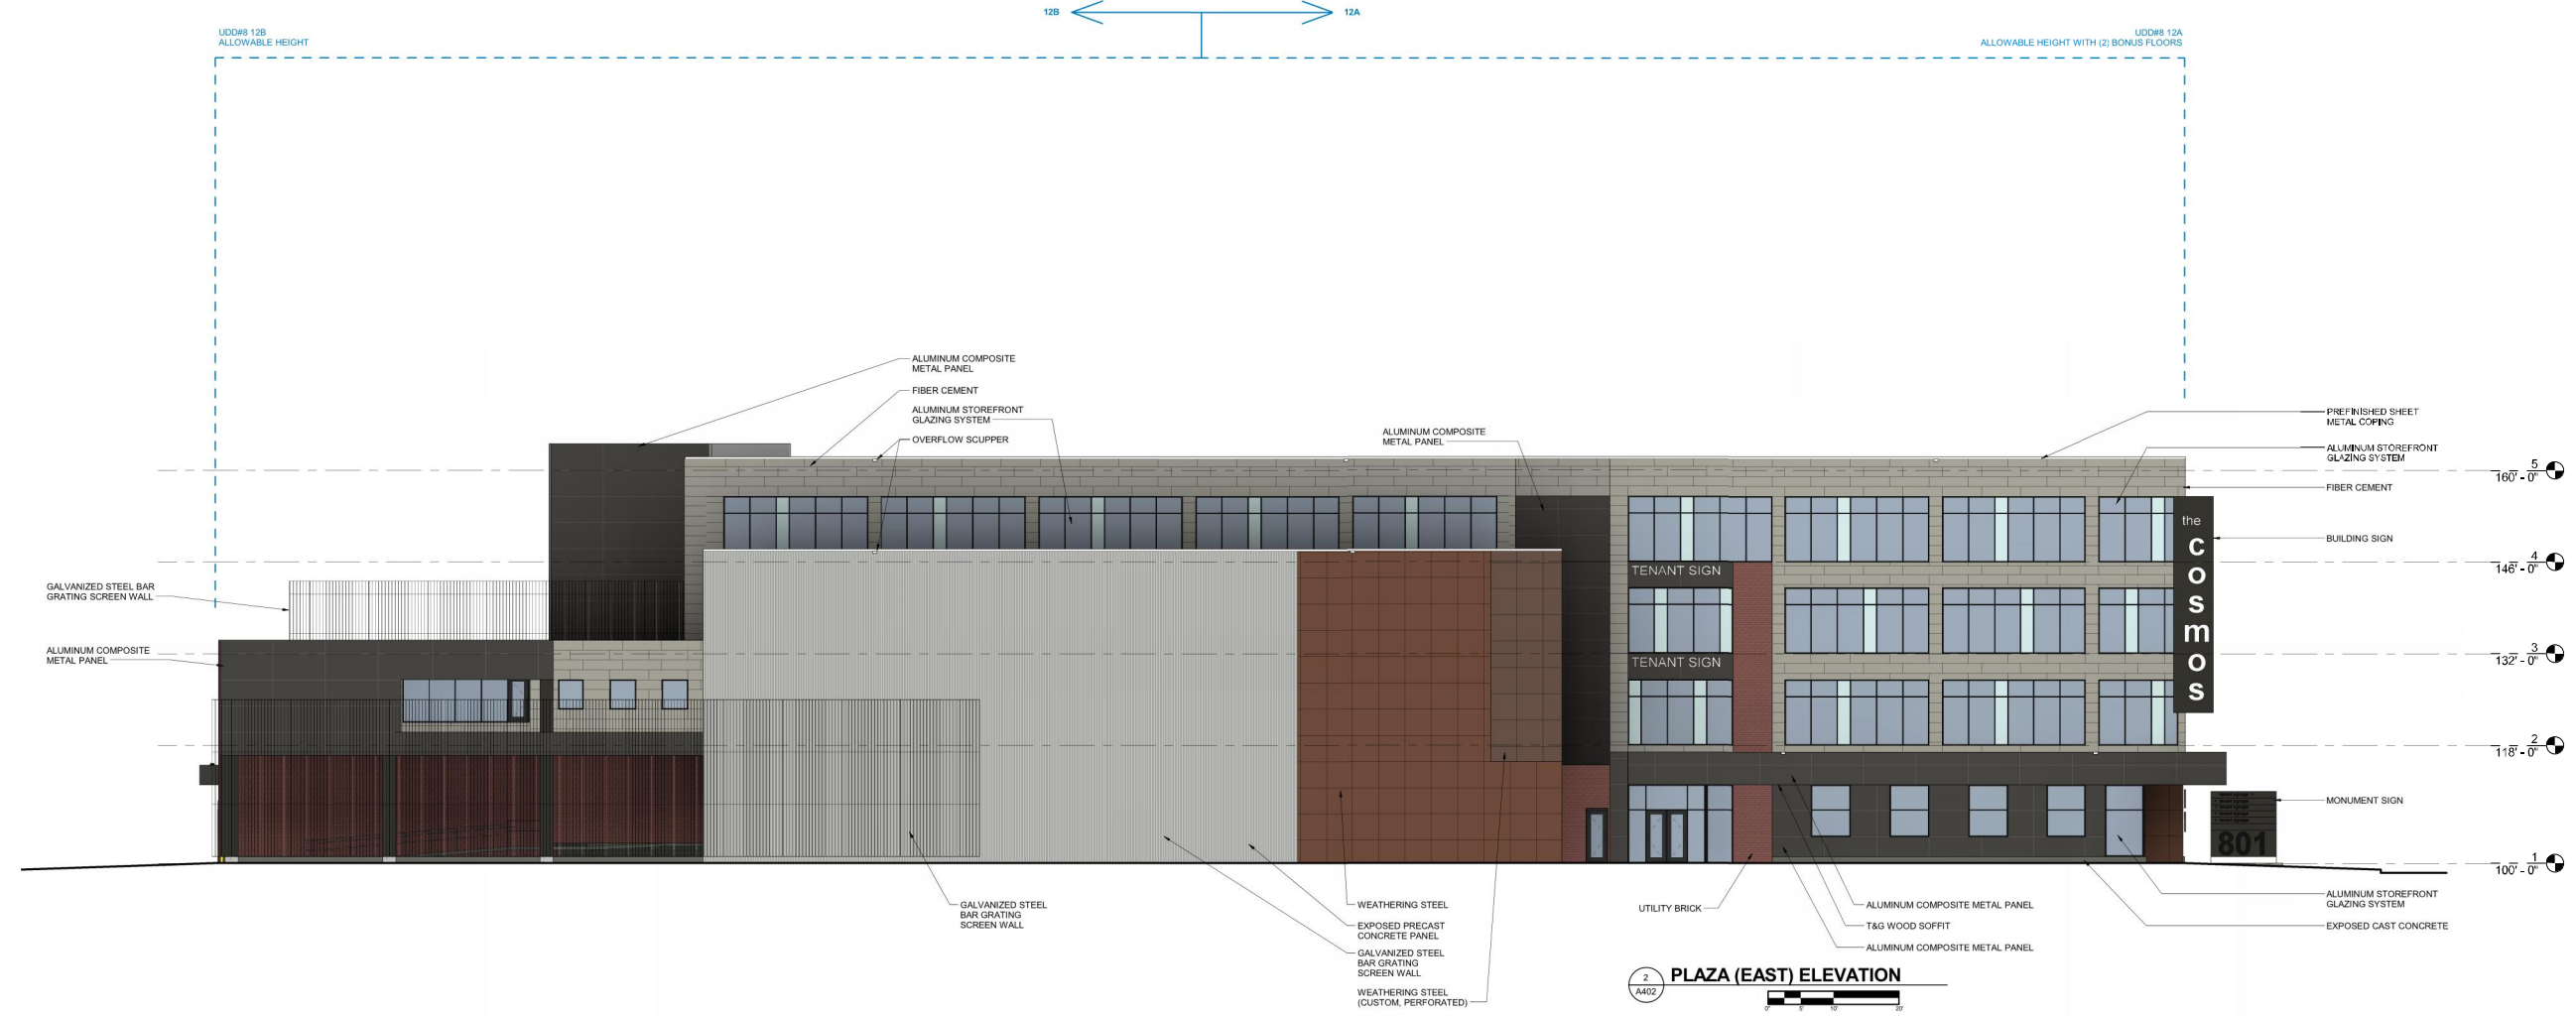 12B
12A
UDD#8 12B
ALLOWABLE HEIGHT
UDD#8 12A
ALLOWABLE HEIGHT WITH (2) BONUS FLOORS
ALUMINUM COMPOSITE
METAL PANEL
FIBER CEMENT
ALUMINUM STOREFRONT
GLAZING SYSTEM
OVERFLOW SCUPPER
ALUMINUM COMPOSITE
METAL PANEL
PREFINISHED SHEET
METAL COPING
ALUMINUM STOREFRONT
GLAZING SYSTEM
5
160' - 0"
FIBER CEMENT
the
cosmos
BUILDING SIGN
4
146' - 0"
TENANT SIGN
GALVANIZED STEEL BAR
GRATING SCREEN WALL
ALUMINUM COMPOSITE
METAL PANEL
TENANT SIGN
3
132' - 0"
2
118' - 0"
MONUMENT SIGN
801
1
100' - 0"
GALVANIZED STEEL
BAR GRATING
SCREEN WALL
WEATHERING STEEL
EXPOSED PRECAST
CONCRETE PANEL
GALVANIZED STEEL
BAR GRATING
SCREEN WALL
WEATHERING STEEL
(CUSTOM, PERFORATED)
UTILITY BRICK
ALUMINUM COMPOSITE METAL PANEL
T&G WOOD SOFFIT
ALUMINUM COMPOSITE METAL PANEL
ALUMINUM STOREFRONT
GLAZING SYSTEM
EXPOSED CAST CONCRETE
2
A402
PLAZA (EAST) ELEVATION
0' 5' 10' 20'